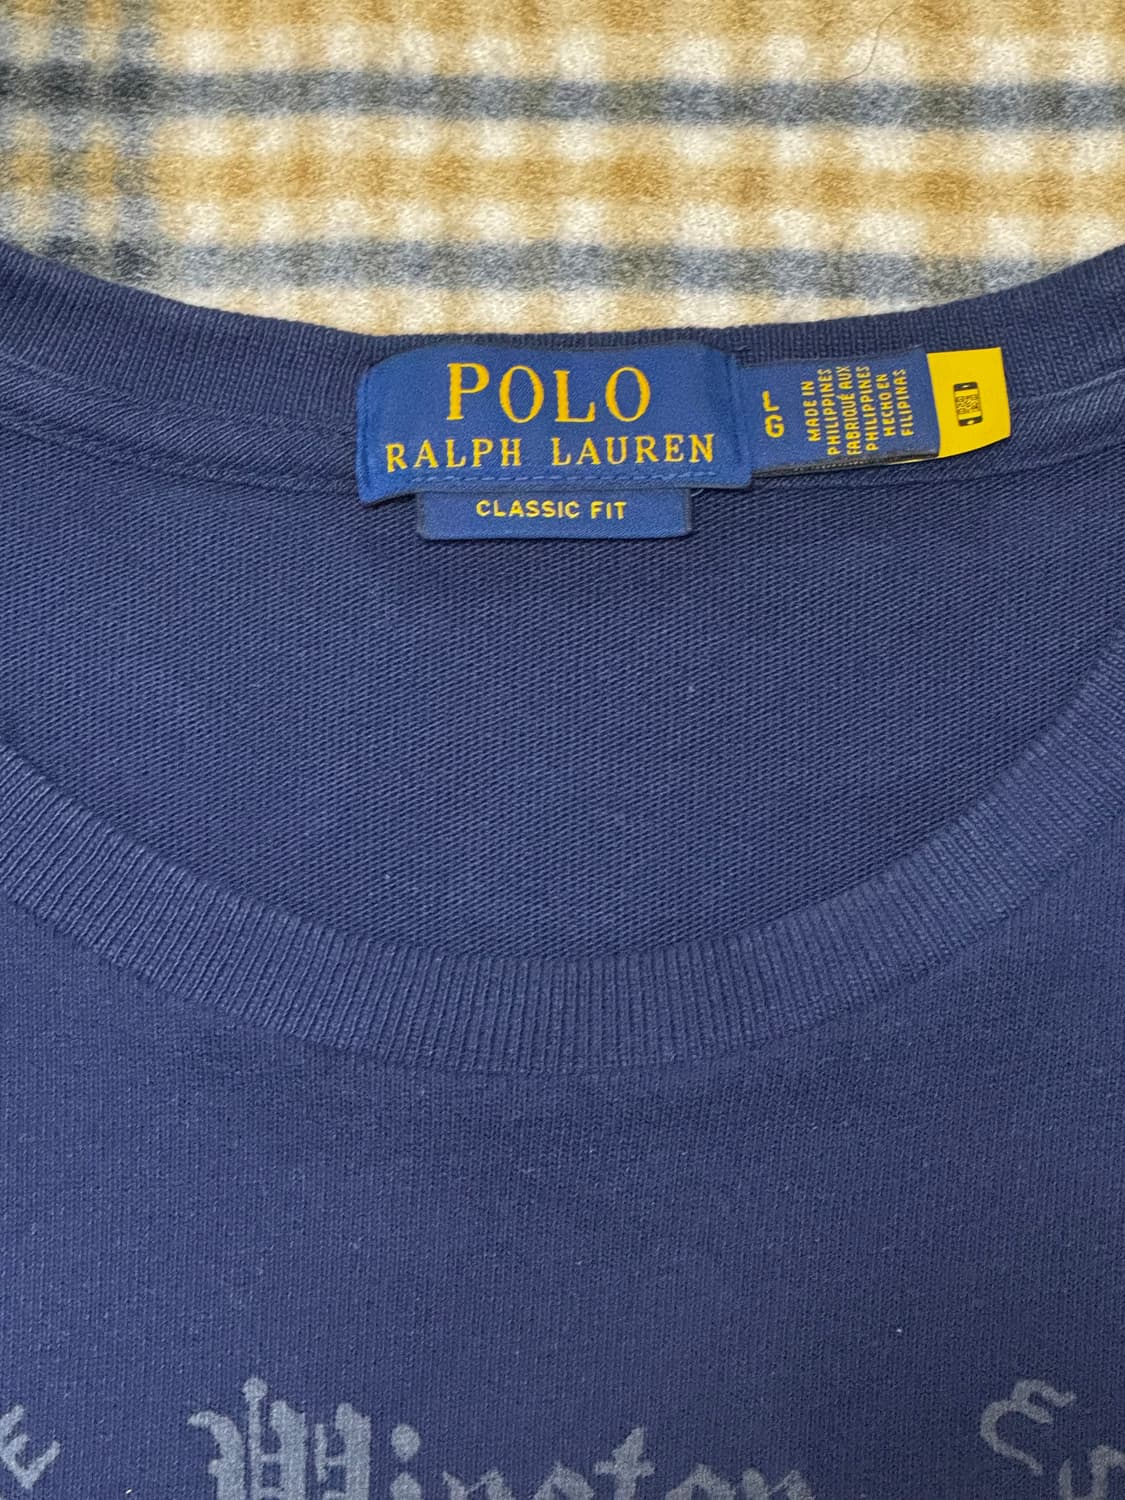 POLO
RALPH LAUREN
CLASSIC FIT
L
G
MADE IN
PHILIPPINES
FABRIQUÉ AUX
PHILIPPINES
HECHO EN
FILIPINAS